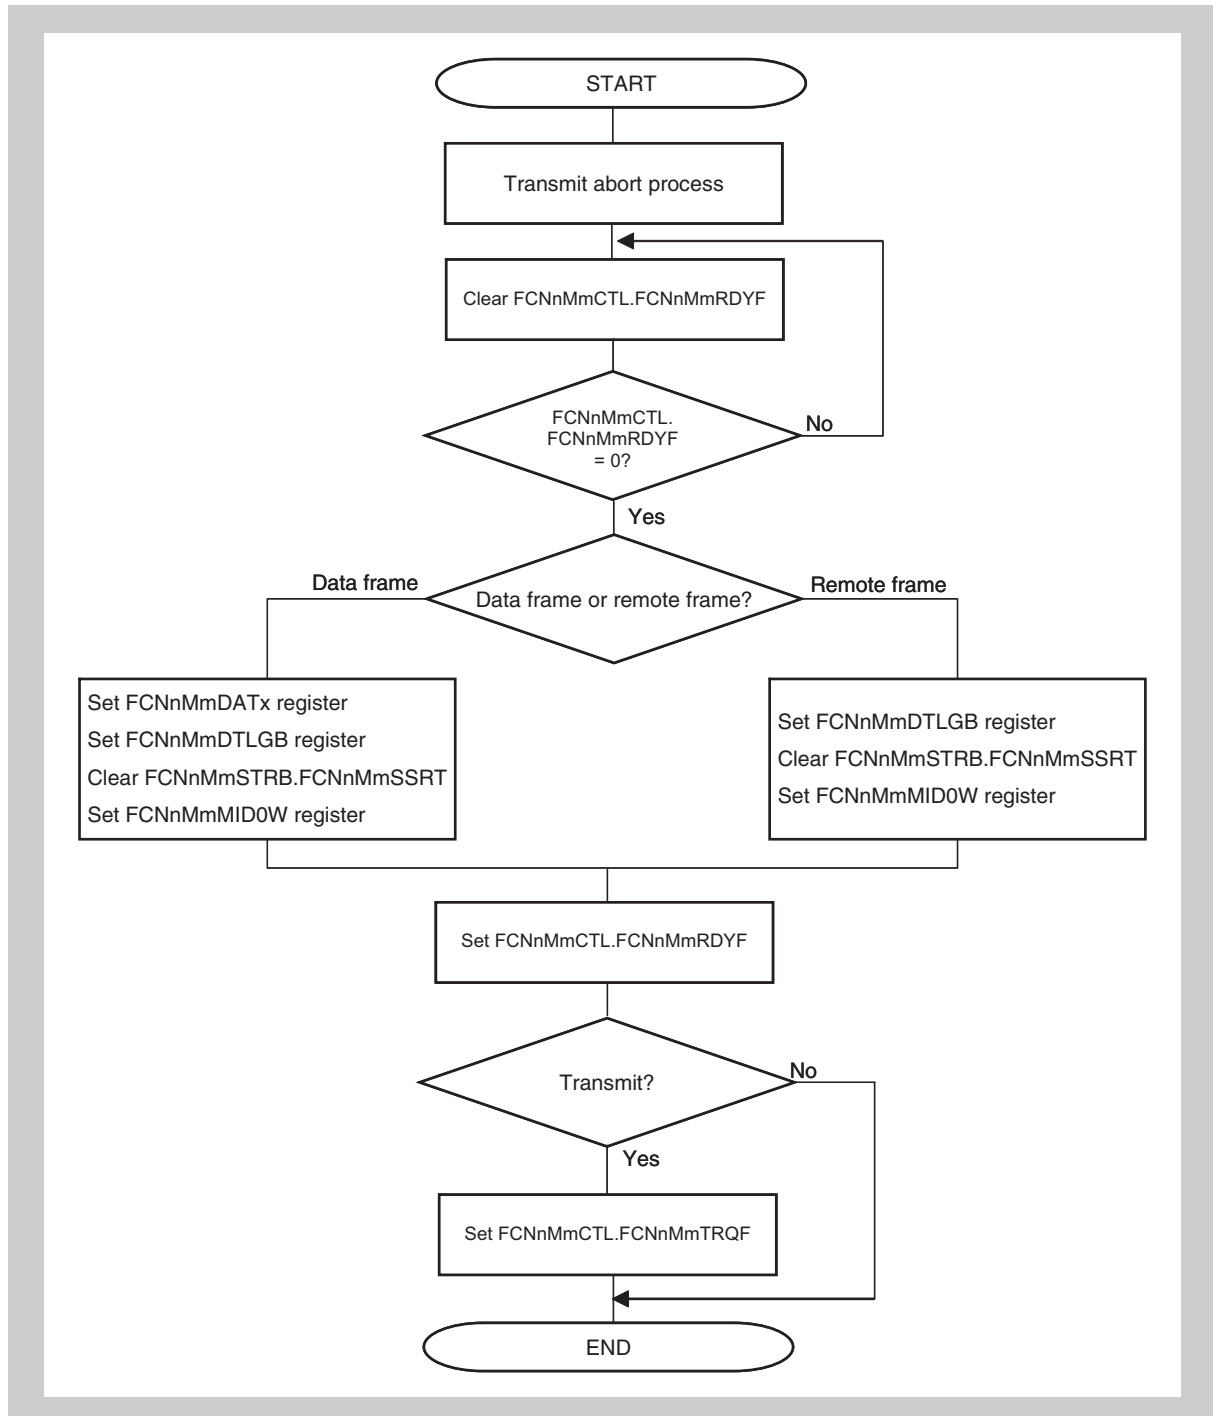 START
Transmit abort process
Clear FCNnMmCTL.FCNnMmRDYF
FCNnMmCTL.
FCNnMmRDYF
= 0?
No
Yes
Data frame
Data frame or remote frame?
Remote frame
Set FCNnMmDATx register
Set FCNnMmDTLGB register
Clear FCNnMmSTRB.FCNnMmSSRT
Set FCNnMmMID0W register
Set FCNnMmDTLGB register
Clear FCNnMmSTRB.FCNnMmSSRT
Set FCNnMmMID0W register
Set FCNnMmCTL.FCNnMmRDYF
Transmit?
No
Yes
Set FCNnMmCTL.FCNnMmTRQF
END